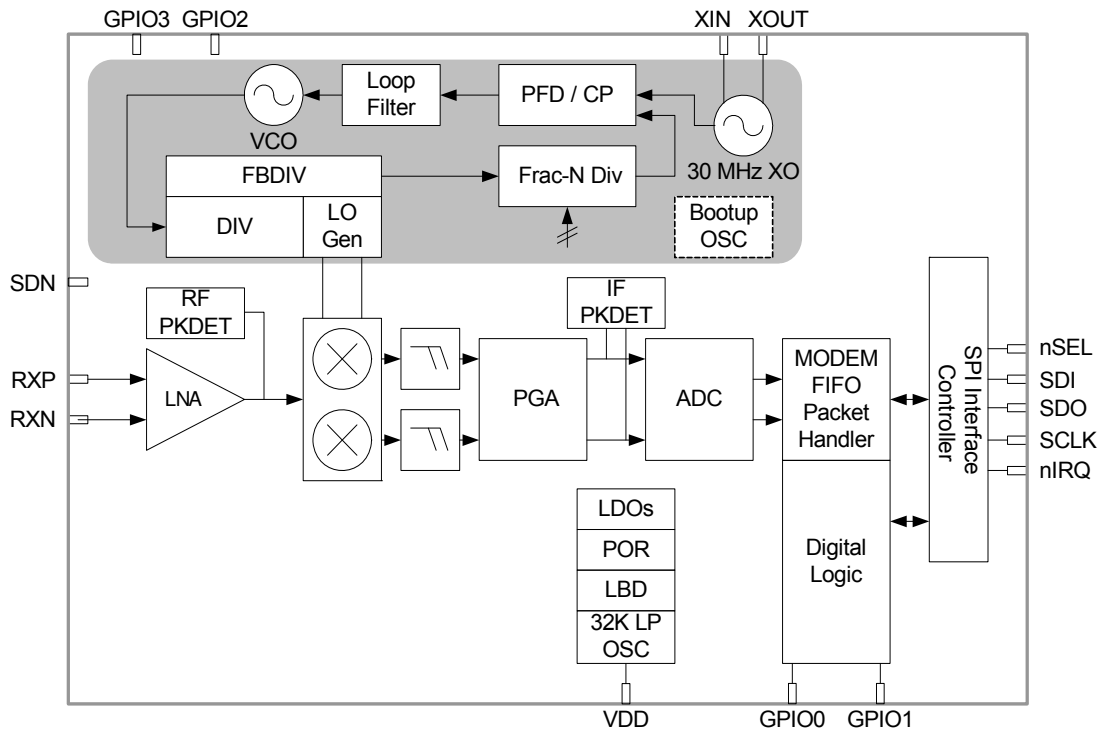 GPIO3 GPIO2
XIN XOUT
Loop
Filter
PFD / CP
VCO
30 MHz XO
FBDIV
Frac-N Div
DIV
LO
Gen
Bootup
OSC
SDN
RF
PKDET
IF
PKDET
RXP
RXN
LNA
PGA
ADC
MODEM
FIFO
Packet
Handler
SPI Interface
Controller
nSEL
SDI
SDO
SCLK
nIRQ
LDOs
POR
LBD
32K LP
OSC
Digital
Logic
VDD
GPIO0 GPIO1